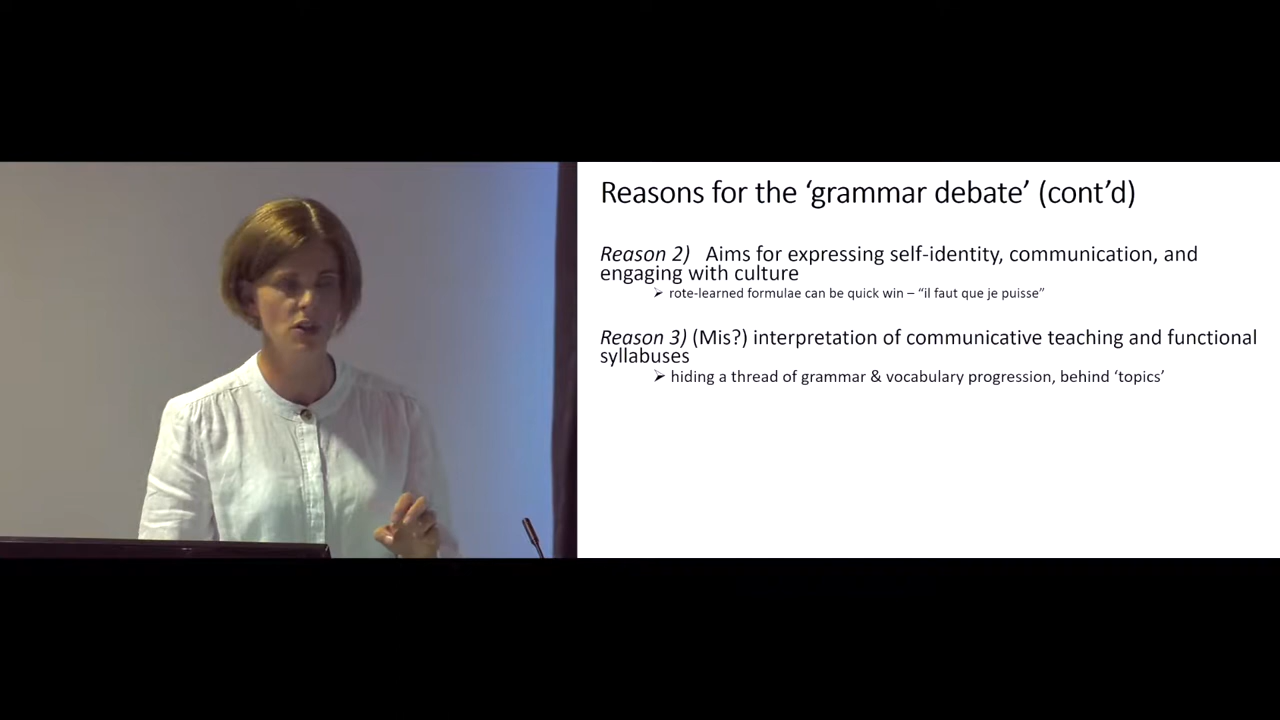 Reasons for the ‘grammar debate’ (cont’d)
Reason 2) Aims for expressing self-identity, communication, and
engaging with culture
➢ rote-learned formulae can be quick win – “il faut que je puisse”
Reason 3) (Mis?) interpretation of communicative teaching and functional
syllabuses
➢ hiding a thread of grammar & vocabulary progression, behind ‘topics’